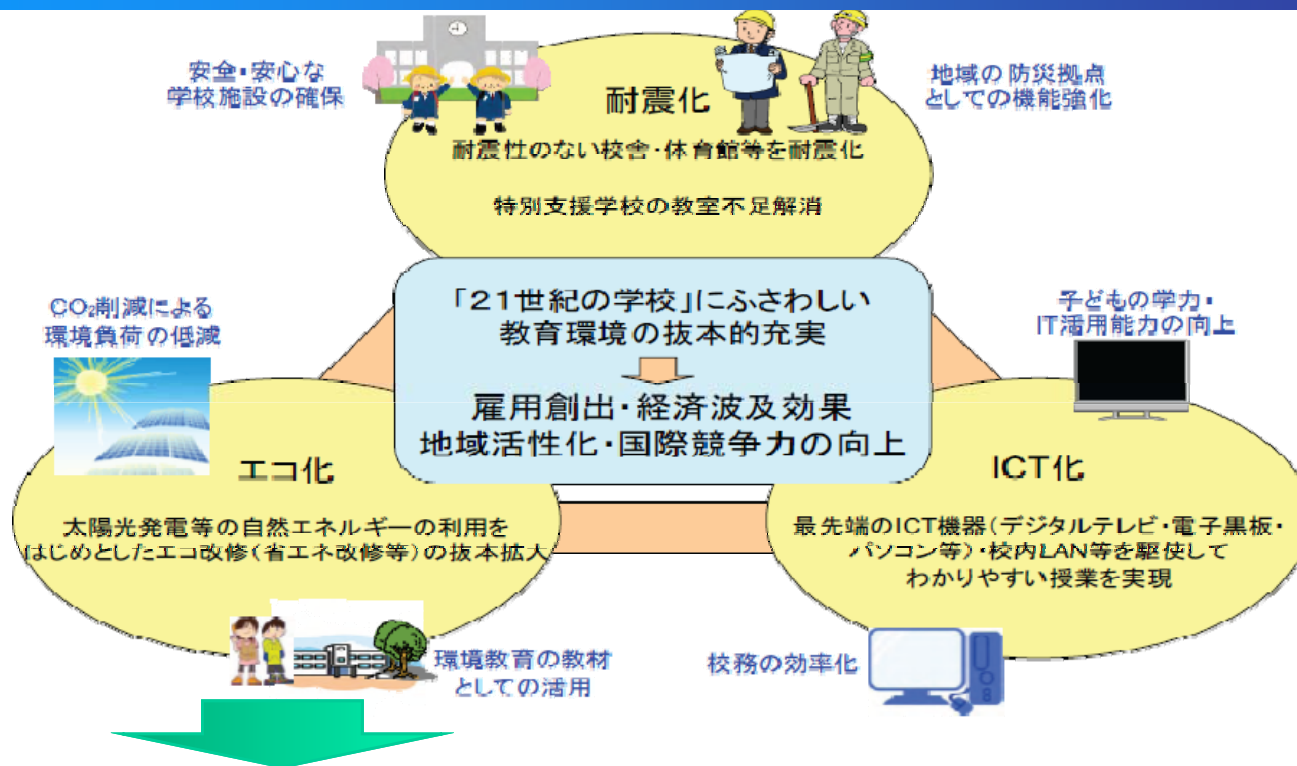 安全・安心な
学校施設の確保
地域の防災拠点
としての機能強化
耐震化
耐震性のない校舎・体育館等を耐震化
特別支援学校の教室不足解消
「21世紀の学校」にふさわしい
教育環境の抜本的充実
雇用創出・経済波及効果
地域活性化・国際競争力の向上
CO₂削減による
環境負荷の低減
エコ化
太陽光発電等の自然エネルギーの利用を
はじめとしたエコ改修(省エネ改修等)の抜本拡大
環境教育の教材
としての活用
子どもの学力・
IT活用能力の向上
ICT化
最先端のICT機器(デジタルテレビ・電子黒板・
パソコン等)・校内LAN等を駆使して
わかりやすい授業を実現
校務の効率化